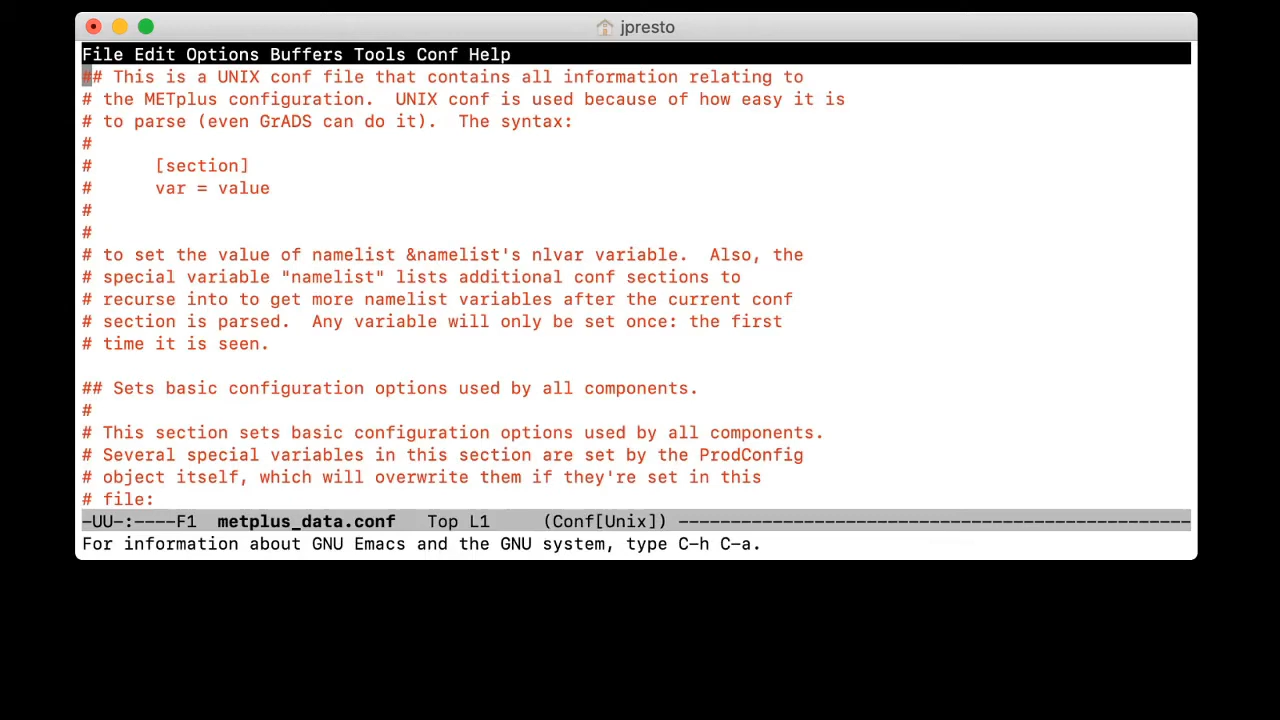 jpresto
File Edit Options Buffers Tools Conf Help
## This is a UNIX conf file that contains all information relating to
# the METplus configuration.  UNIX conf is used because of how easy it is
# to parse (even GrADS can do it).  The syntax:
#
#      [section]
#      var = value
#
#
# to set the value of namelist &namelist's nlvar variable.  Also, the
# special variable "namelist" lists additional conf sections to
# recurse into to get more namelist variables after the current conf
# section is parsed.  Any variable will only be set once: the first
# time it is seen.
## Sets basic configuration options used by all components.
#
# This section sets basic configuration options used by all components.
# Several special variables in this section are set by the ProdConfig
# object itself, which will overwrite them if they're set in this
# file:
-UU-:----F1  metplus_data.conf   Top L1     (Conf[Unix]) -------------------------------------------------
For information about GNU Emacs and the GNU system, type C-h C-a.